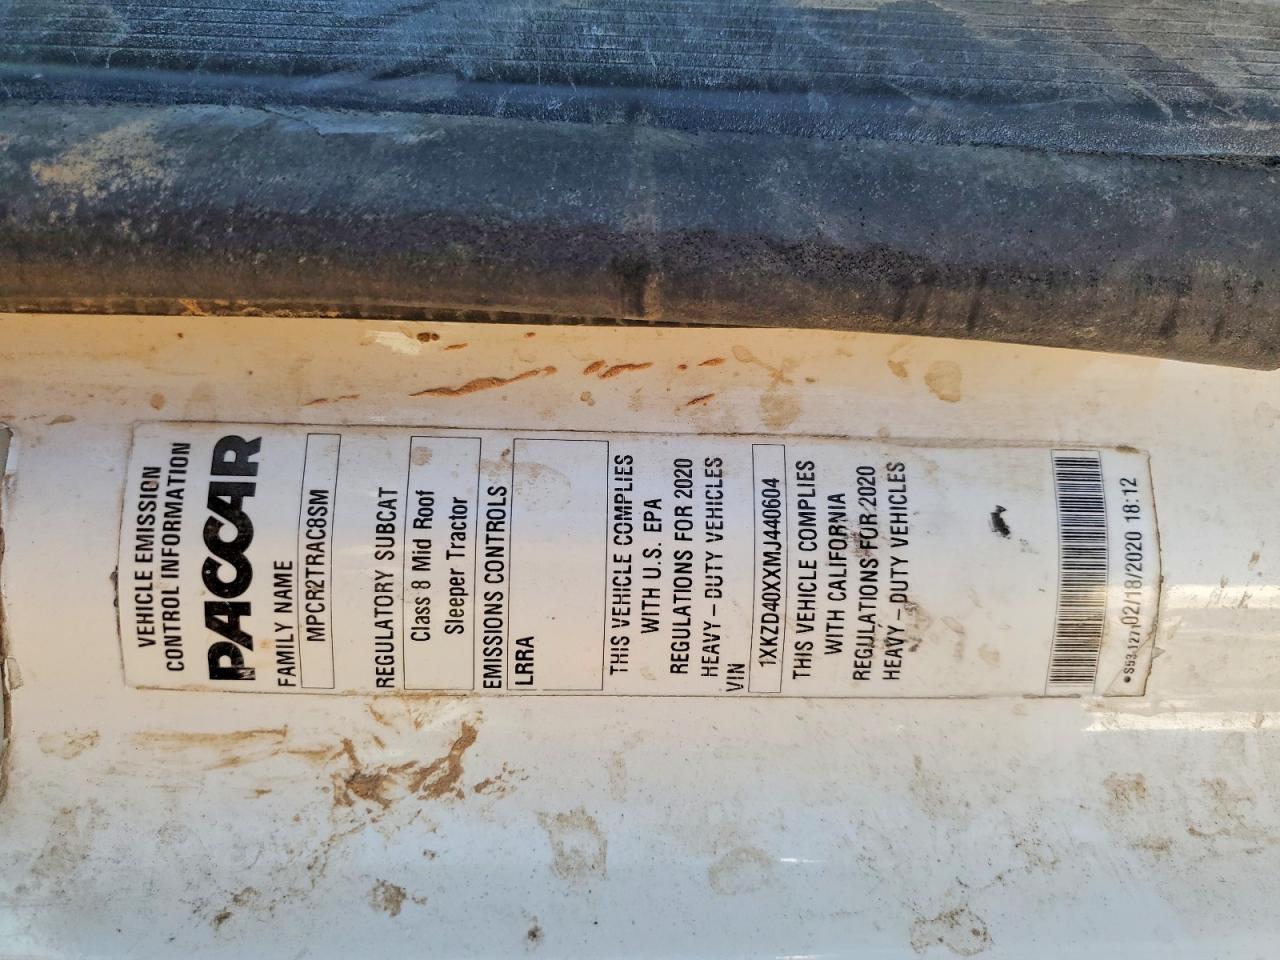 VEHICLE EMISSION
CONTROL INFORMATION
PACCAR
FAMILY NAME
MPCR2TRAC8SM
REGULATORY SUBCAT
Class 8 Mid Roof
Sleeper Tractor
EMISSIONS CONTROLS
LRRA
THIS VEHICLE COMPLIES
WITH U.S. EPA
REGULATIONS FOR 2020
HEAVY – DUTY VEHICLES
VIN
1XKZD40XXMJ440604
THIS VEHICLE COMPLIES
WITH CALIFORNIA
REGULATIONS FOR 2020
HEAVY – DUTY VEHICLES
• S53-127 02/18/2020 18:12